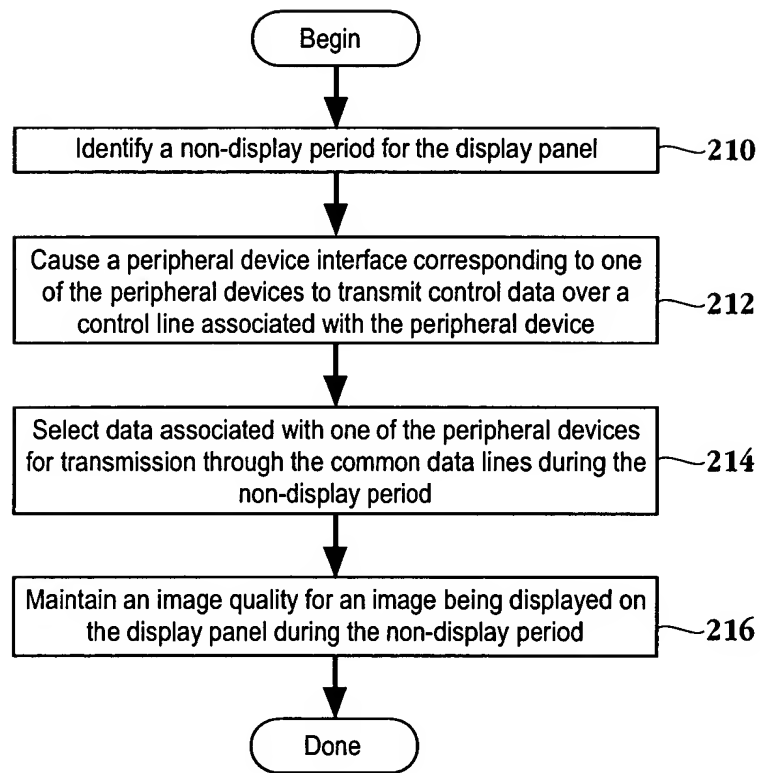 Begin
Identify a non-display period for the display panel
210
Cause a peripheral device interface corresponding to one
of the peripheral devices to transmit control data over a
control line associated with the peripheral device
212
Select data associated with one of the peripheral devices
for transmission through the common data lines during the
non-display period
214
Maintain an image quality for an image being displayed on
the display panel during the non-display period
216
Done